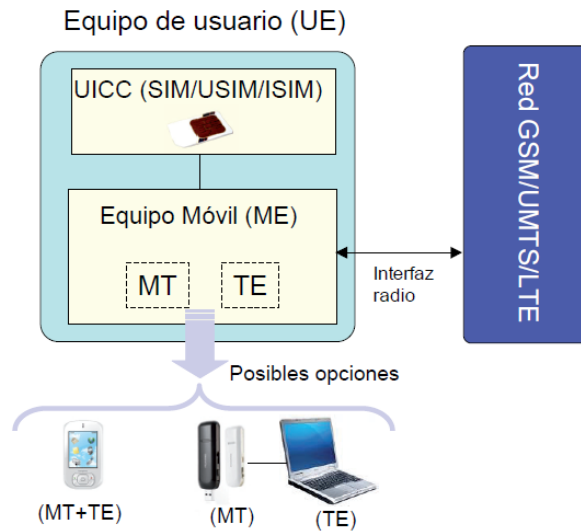 Equipo de usuario (UE)
UICC (SIM/USIM/ISIM)
Equipo Móvil (ME)
MT
TE
Interfaz
radio
Red GSM/UMTS/LTE
Posibles opciones
(MT+TE)
(MT)
(TE)